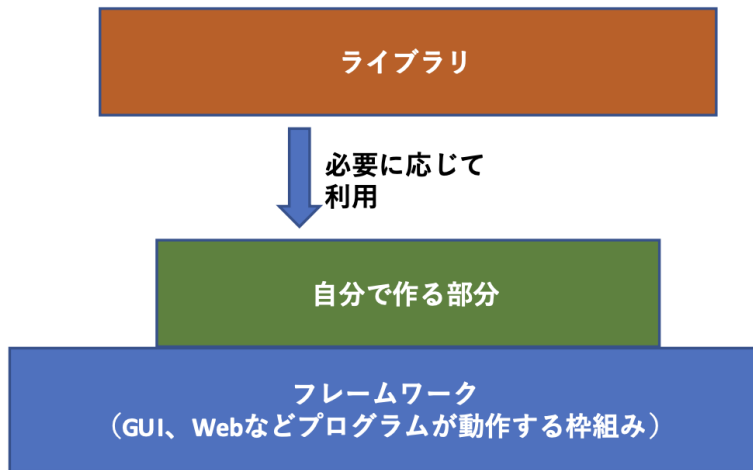 ライブラリ
必要に応じて
利用
自分で作る部分
フレームワーク
（GUI、Webなどプログラムが動作する枠組み）